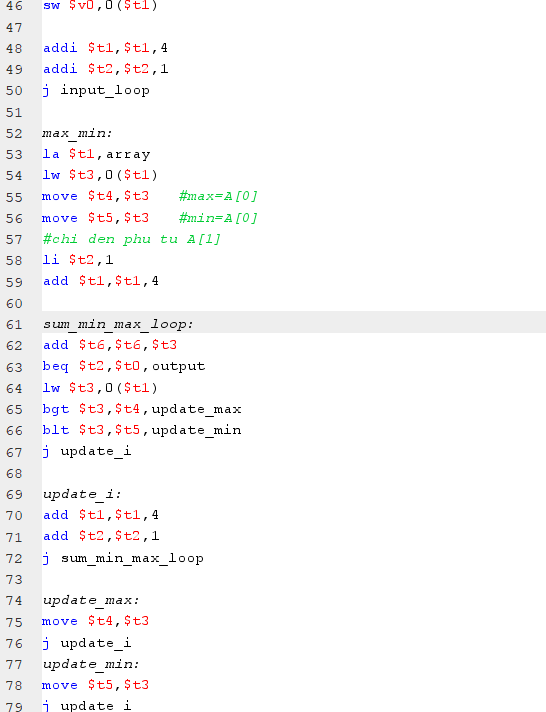 46 sw $v0,0($t1)
47
48 addi $t1,$t1,4
49 addi $t2,$t2,1
50 j input_loop
51
52 max_min:
53 la $t1,array
54 lw $t3,0($t1)
55 move $t4,$t3 #max=A[0]
56 move $t5,$t3 #min=A[0]
57 #chi den phu tu A[1]
58 li $t2,1
59 add $t1,$t1,4
60
61 sum_min_max_loop:
62 add $t6,$t6,$t3
63 beq $t2,$t0,output
64 lw $t3,0($t1)
65 bgt $t3,$t4,update_max
66 blt $t3,$t5,update_min
67 j update_i
68
69 update_i:
70 add $t1,$t1,4
71 add $t2,$t2,1
72 j sum_min_max_loop
73
74 update_max:
75 move $t4,$t3
76 j update_i
77 update_min:
78 move $t5,$t3
79 j update_i